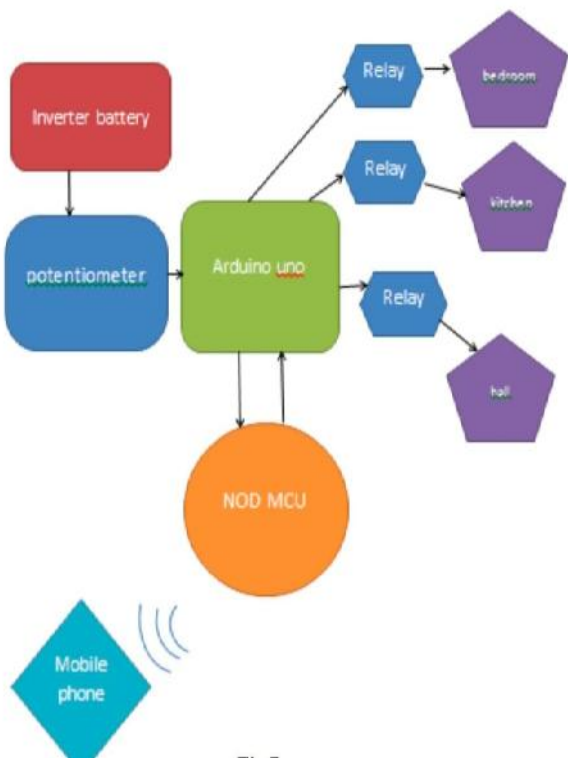 Relay
bedroom
Inverter battery
Relay
kitchen
potentiometer
Arduino uno
Relay
hall
NOD MCU
Mobile
phone